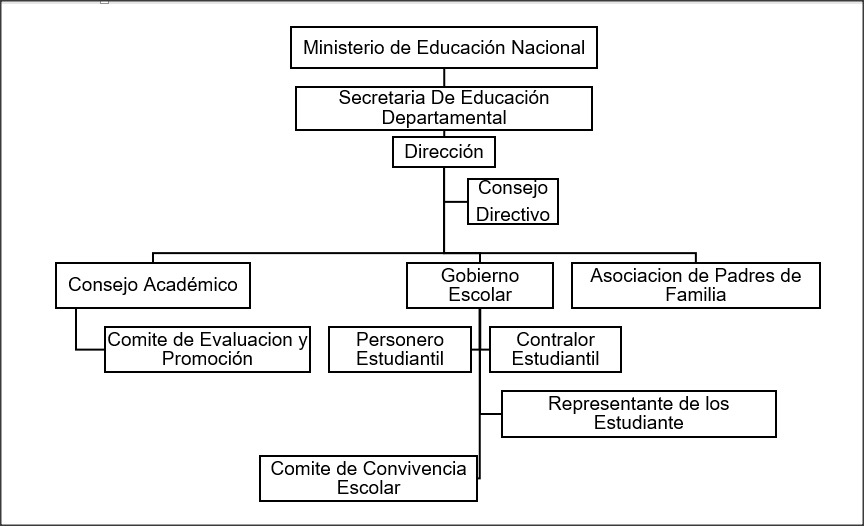 Ministerio de Educación Nacional
Secretaria De Educación
Departamental
Dirección
Consejo
Directivo
Consejo Académico
Gobierno
Escolar
Asociacion de Padres de
Familia
Comite de Evaluacion y
Promoción
Personero
Estudiantil
Contralor
Estudiantil
Representante de los
Estudiante
Comite de Convivencia
Escolar